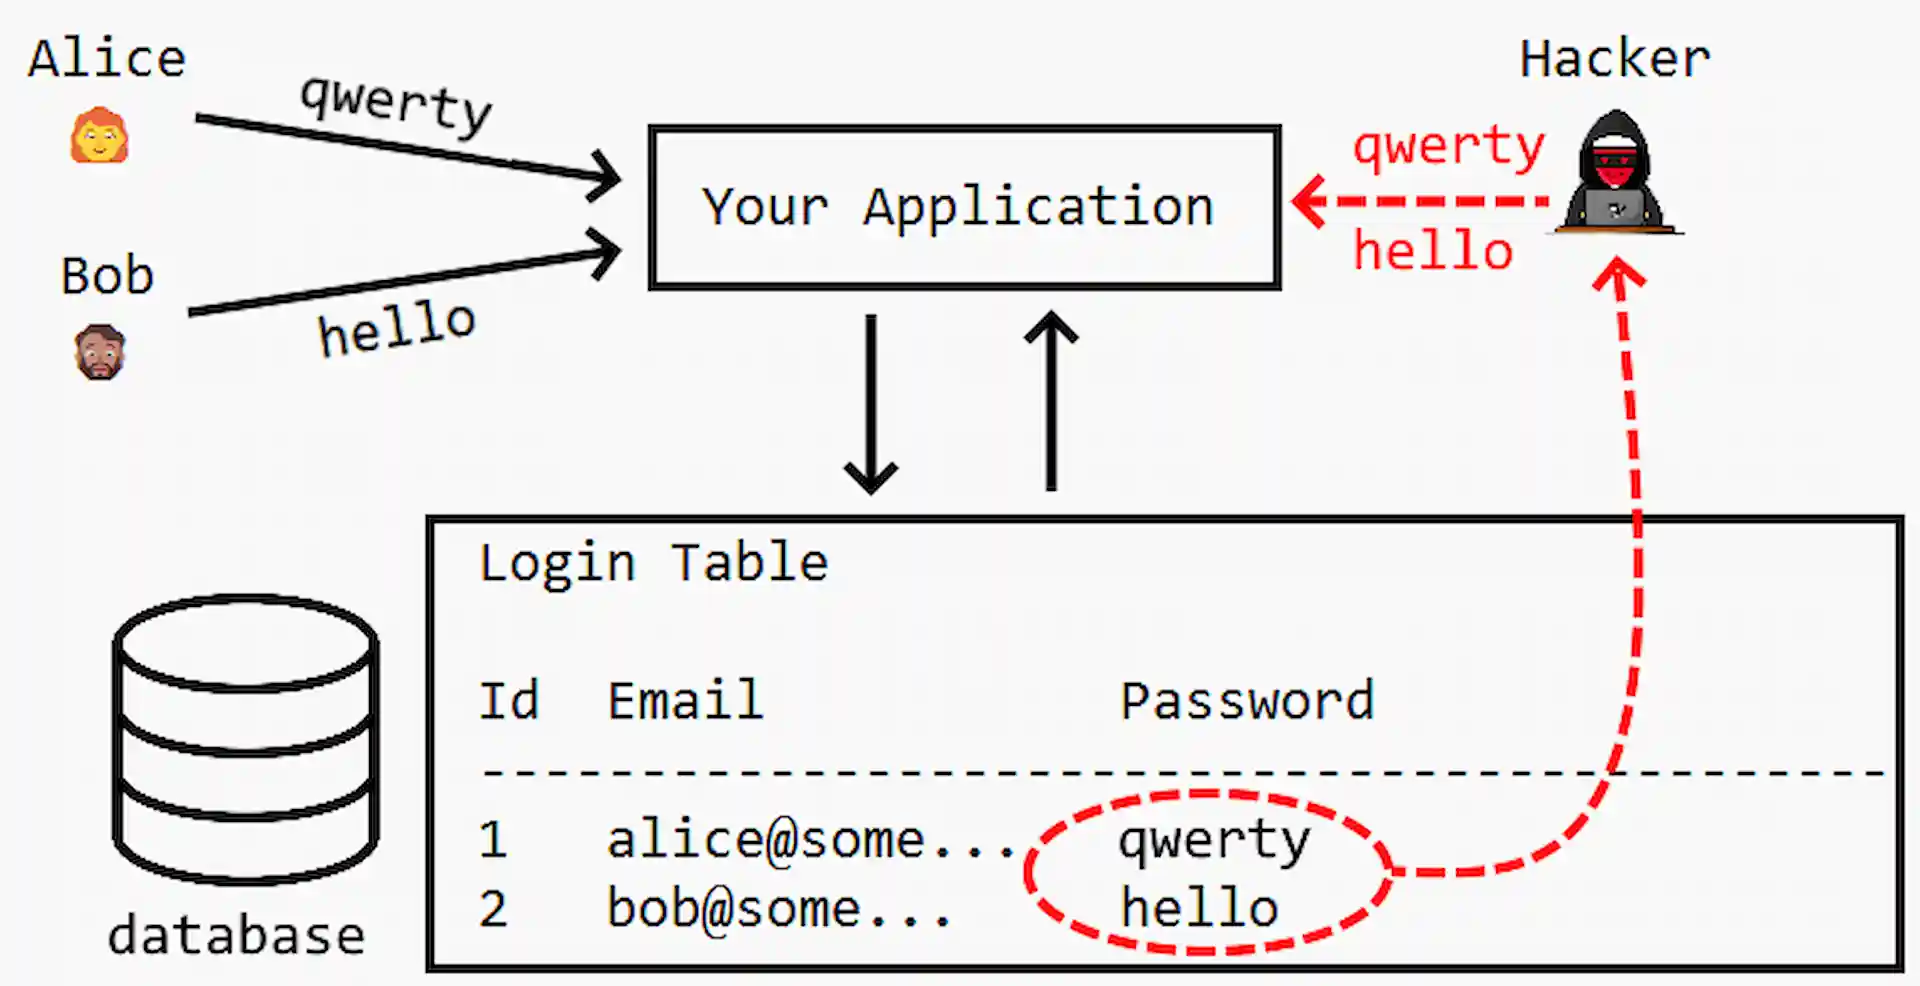 Alice
qwerty
Hacker
qwerty
Your Application
hello
Bob
hello
Login Table
Id Email Password
1 alice@some... qwerty
2 bob@some... hello
database